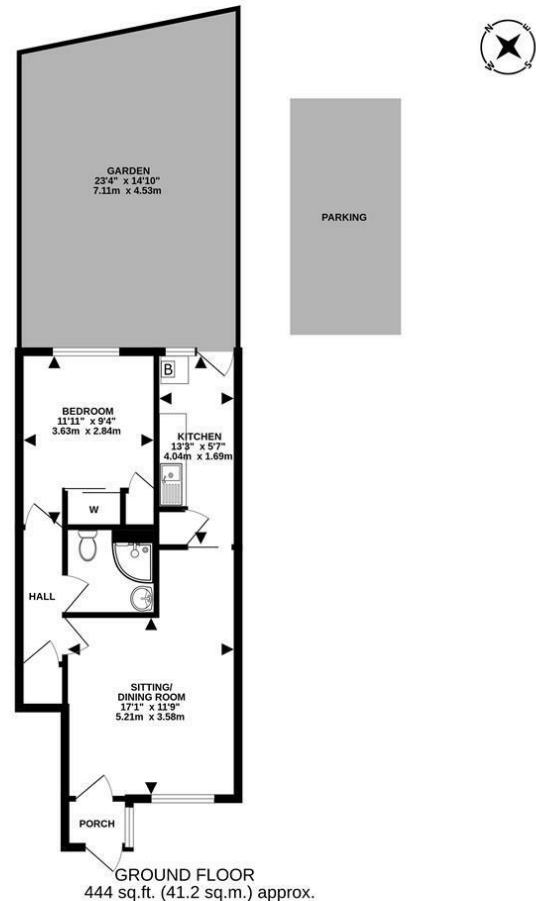 N
E
W
S
GARDEN
23'4" x 14'10"
7.11m x 4.53m
PARKING
B
BEDROOM
11'11" x 9'4"
3.63m x 2.84m
KITCHEN
13'3" x 5'7"
4.04m x 1.69m
W
HALL
SITTING/
DINING ROOM
17'1" x 11'9"
5.21m x 3.58m
PORCH
GROUND FLOOR
444 sq.ft. (41.2 sq.m.) approx.